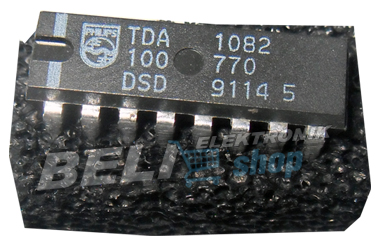 PHILIPS
TDA 1082
100 770
DSD 9114 5
ELEKTRONIK
BELI
shop